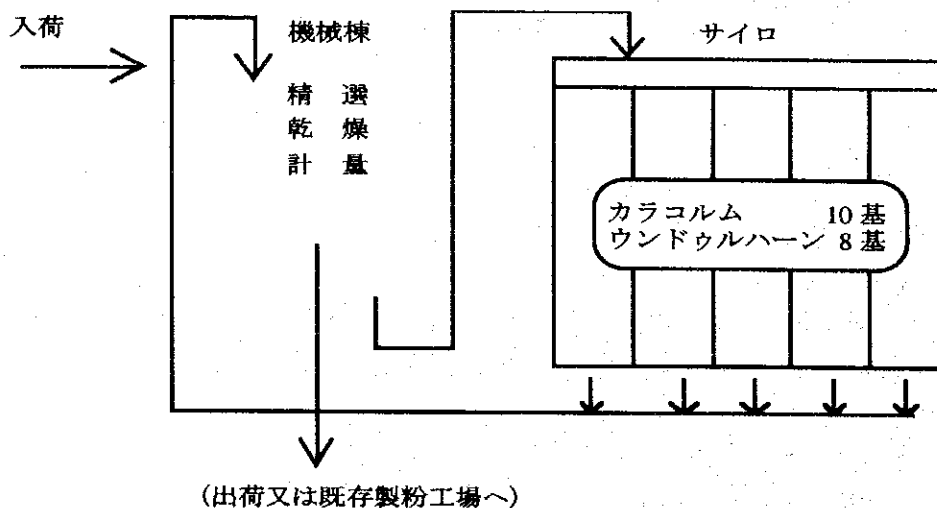 入荷
機械棟
サイロ
精 選
乾 燥
計 量
カラコルム 10 基
ウンドゥルハーン 8 基
(出荷又は既存製粉工場へ)